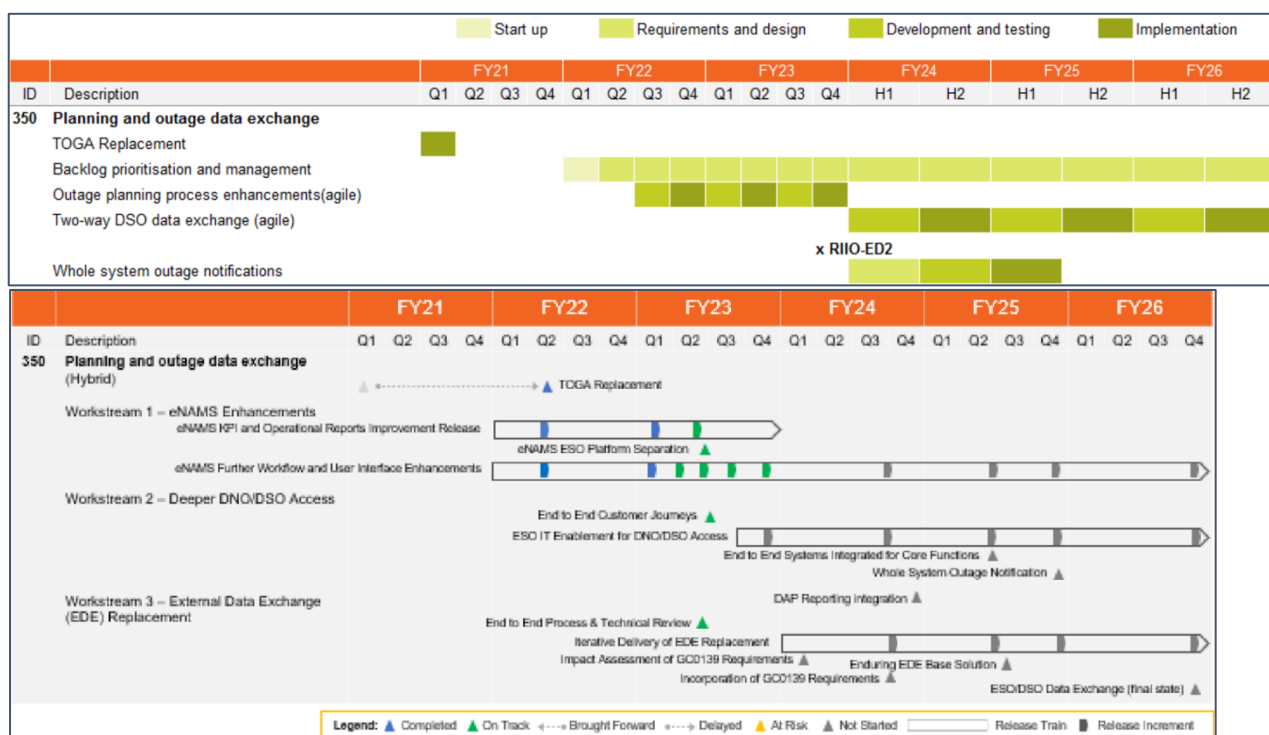 Start up Requirements and design Development and testing Implementation
FY21 FY22 FY23 FY24 FY25 FY26
ID Description Q1 Q2 Q3 Q4 Q1 Q2 Q3 Q4 Q1 Q2 Q3 Q4 H1 H2 H1 H2 H1 H2
350 Planning and outage data exchange
TOGA Replacement
Backlog prioritisation and management
Outage planning process enhancements(agile)
Two-way DSO data exchange (agile)
x RIIO-ED2
Whole system outage notifications
FY21 FY22 FY23 FY24 FY25 FY26
ID Description Q1 Q2 Q3 Q4 Q1 Q2 Q3 Q4 Q1 Q2 Q3 Q4 Q1 Q2 Q3 Q4 Q1 Q2 Q3 Q4 Q1 Q2 Q3 Q4
350 Planning and outage data exchange
(Hybrid)
TOGA Replacement
Workstream 1 – eNAMS Enhancements
eNAMS KPI and Operational Reports Improvement Release
eNAMS ESO Platform Separation
eNAMS Further Workflow and User Interface Enhancements
Workstream 2 – Deeper DNO/DSO Access
End to End Customer Journeys
ESO IT Enablement for DNO/DSO Access
End to End Systems Integrated for Core Functions
Whole System Outage Notification
Workstream 3 – External Data Exchange
DAP Reporting Integration
(EDE) Replacement
End to End Process & Technical Review
Iterative Delivery of EDE Replacement
Impact Assessment of GC0139 Requirements
Enduring EDE Base Solution
Incorporation of GC0139 Requirements
ESO/DSO Data Exchange (final state)
Legend: Completed On Track Brought Forward Delayed At Risk Not Started Release Train Release Increment